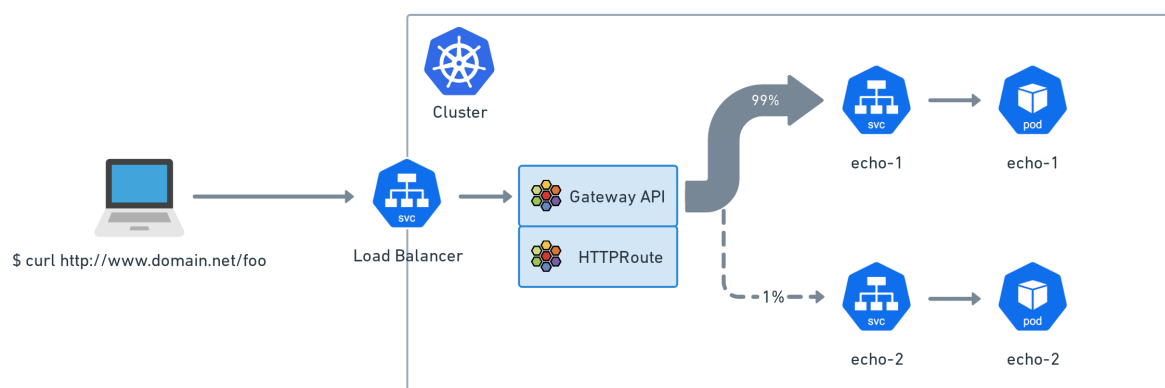 Cluster
99%
svc
echo-1
pod
echo-1
$ curl http://www.domain.net/foo
svc
Load Balancer
Gateway API
HTTPRoute
1%
svc
echo-2
pod
echo-2